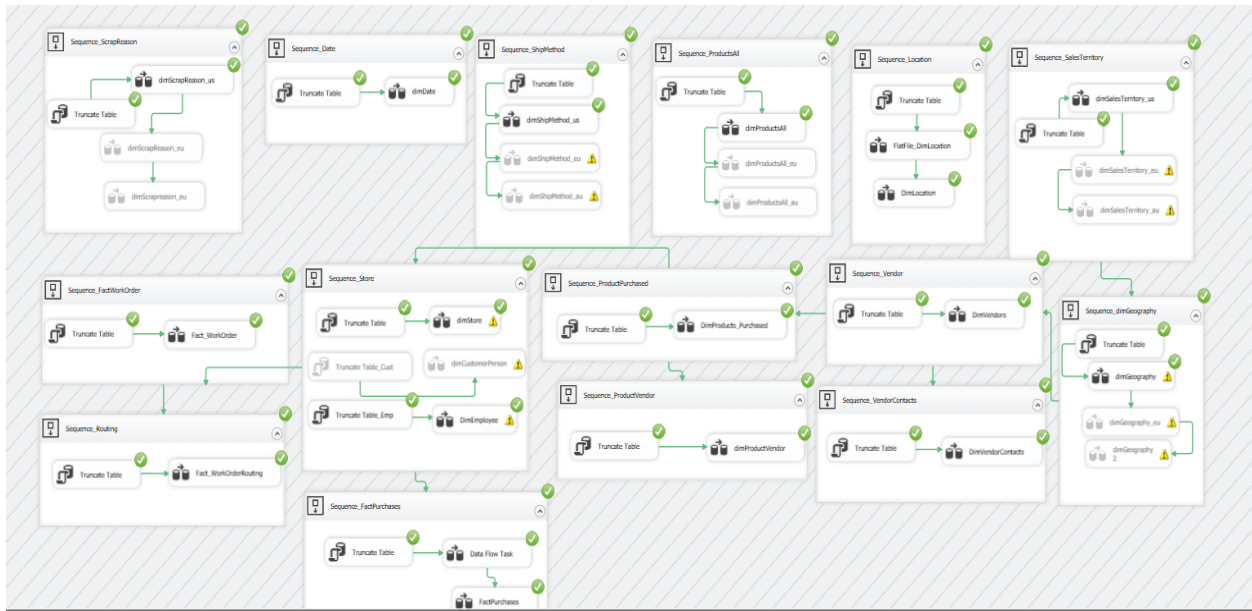 Sequence_ScrapReason
dimScrapReason_us
Truncate Table
dimScrapReason_eu
dimScrapreason_au
Sequence_Date
Truncate Table
dimDate
Sequence_ShipMethod
Truncate Table
dimShipMethod_us
dimShipMethod_eu
dimShipMethod_au
Sequence_ProductsAll
Truncate Table
dimProductsAll
dimProductsAll_eu
dimProductsAll_au
Sequence_Location
Truncate Table
FlatFile_DimLocation
DimLocation
Sequence_SalesTerritory
dimSalesTerritory_us
Truncate Table
dimSalesTerritory_eu
dimSalesTerritory_au
Sequence_FactWorkOrder
Truncate Table
Fact_WorkOrder
Sequence_Store
Truncate Table
dimStore
Truncate Table_Cust
dimCustomerPerson
Truncate Table_Emp
DimEmployee
Sequence_ProductPurchased
Truncate Table
DimProducts_Purchased
Sequence_Vendor
Truncate Table
DimVendors
Sequence_dimGeography
Truncate Table
dimGeography
dimGeography_eu
dimGeography
2
Sequence_Routing
Truncate Table
Fact_WorkOrderRouting
Sequence_ProductVendor
Truncate Table
dimProductVendor
Sequence_VendorContacts
Truncate Table
DimVendorContacts
Sequence_FactPurchases
Truncate Table
Data Flow Task
FactPurchases